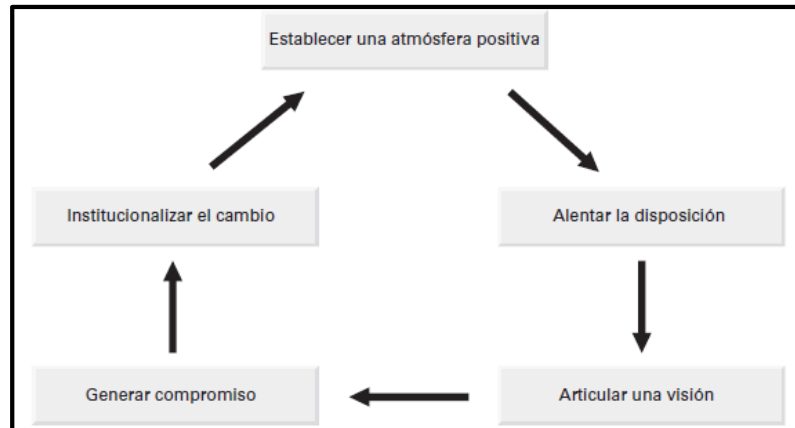 Establecer una atmósfera positiva
Institucionalizar el cambio
Alentar la disposición
Generar compromiso
Articular una visión